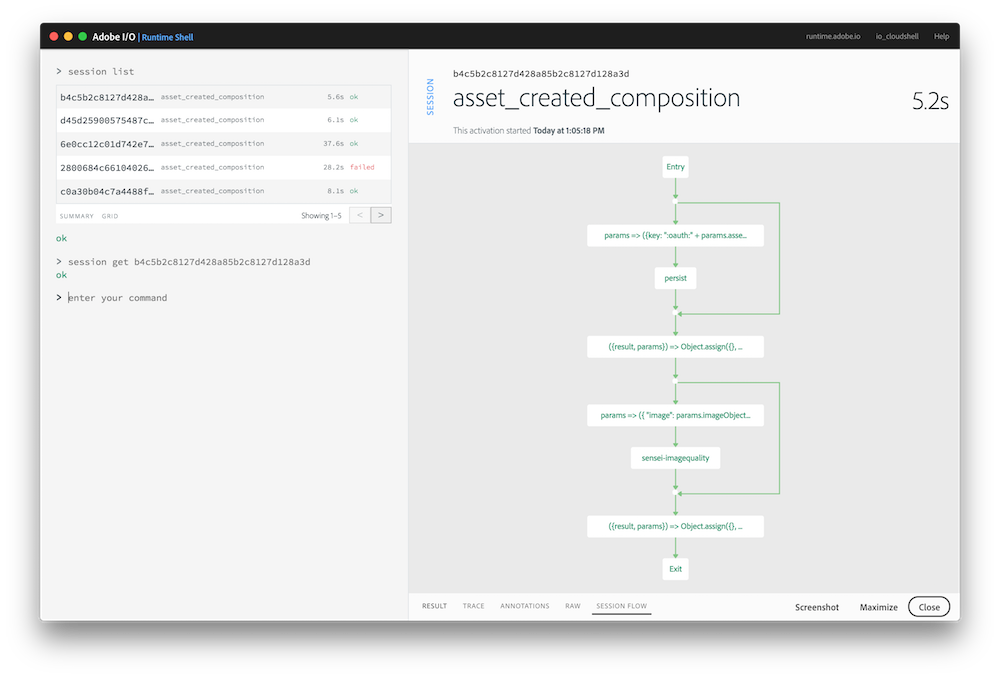 Adobe I/O | Runtime Shell
runtime.adobe.io io_cloudshell Help
> session list
b4c5b2c8127d428a… asset_created_composition 5.6s ok
d45d25900575487c… asset_created_composition 6.1s ok
6e0cc12c01d742e7… asset_created_composition 37.6s ok
2800684c66104026… asset_created_composition 28.2s failed
c0a30b04c7a4488f… asset_created_composition 8.1s ok
SUMMARY GRID Showing 1–5 < >
ok
> session get b4c5b2c8127d428a85b2c8127d128a3d
ok
> enter your command
SESSION
b4c5b2c8127d428a85b2c8127d128a3d
asset_created_composition 5.2s
This activation started Today at 1:05:18 PM
Entry
params => ({key: ":oauth:" + params.asse...
persist
({result, params}) => Object.assign({}, ...
params => ({ "image": params.imageObject...
sensei-imagequality
({result, params}) => Object.assign({}, ...
Exit
RESULT TRACE ANNOTATIONS RAW SESSION FLOW Screenshot Maximize Close